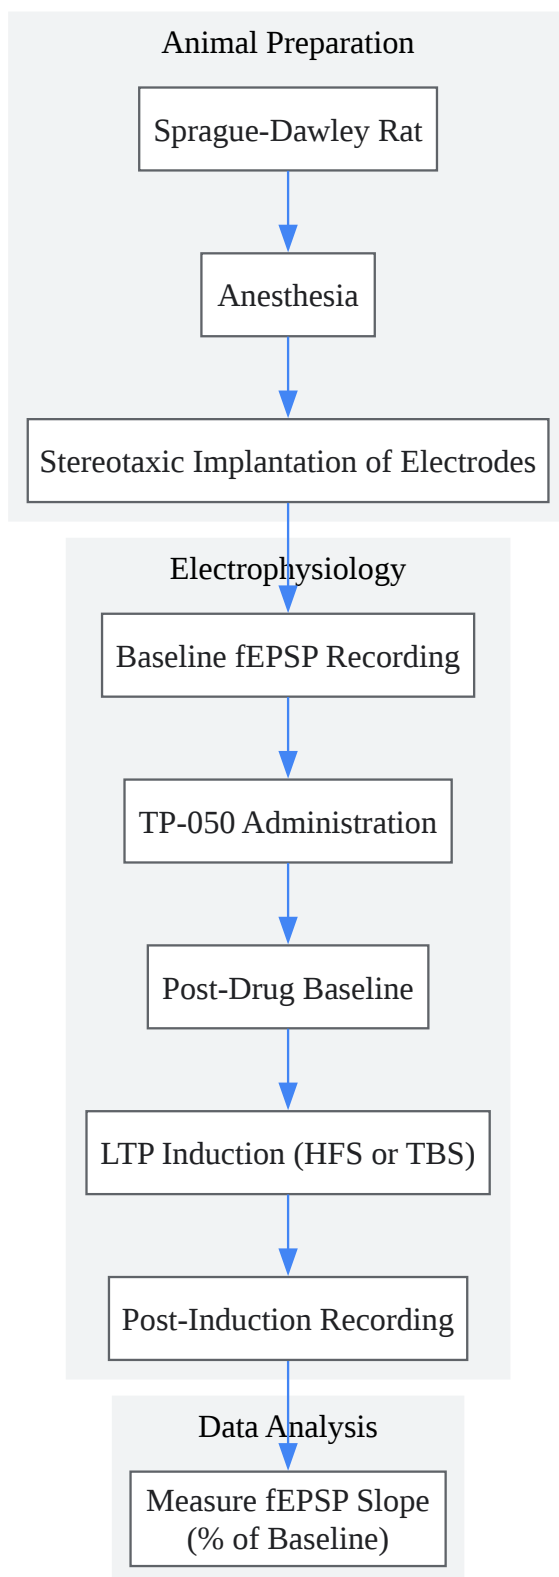 Animal Preparation
Sprague-Dawley Rat
Anesthesia
Stereotaxic Implantation of Electrodes
Electrophysiology
Baseline fEPSP Recording
TP-050 Administration
Post-Drug Baseline
LTP Induction (HFS or TBS)
Post-Induction Recording
Data Analysis
Measure fEPSP Slope
(% of Baseline)